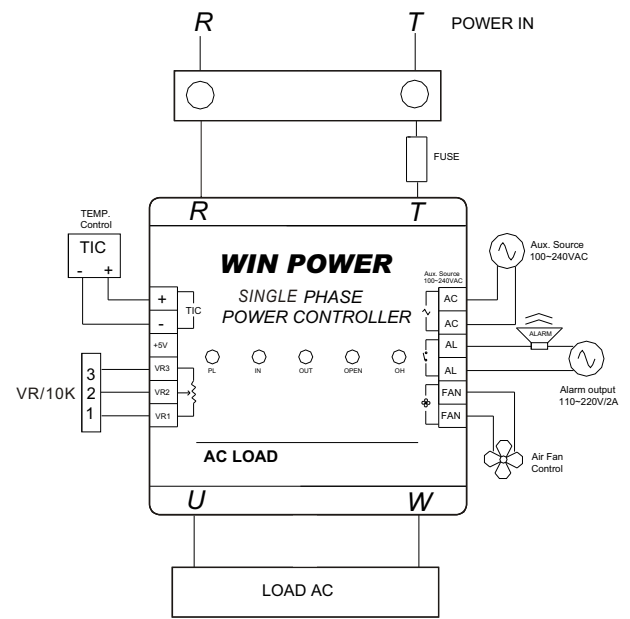 R T POWER IN
FUSE
R T
TEMP.
Control
TIC
- +
WIN POWER
SINGLE PHASE
POWER CONTROLLER
+
-
TIC
+5V
VR3
VR2
VR1
VR/10K
3
2
1
PL IN OUT OPEN OH
Aux. Source
100~240VAC
AC
AC
AL
AL
FAN
FAN
Aux. Source
100~240VAC
ALARM
Alarm output
110~220V/2A
Air Fan
Control
AC LOAD
U W
LOAD AC